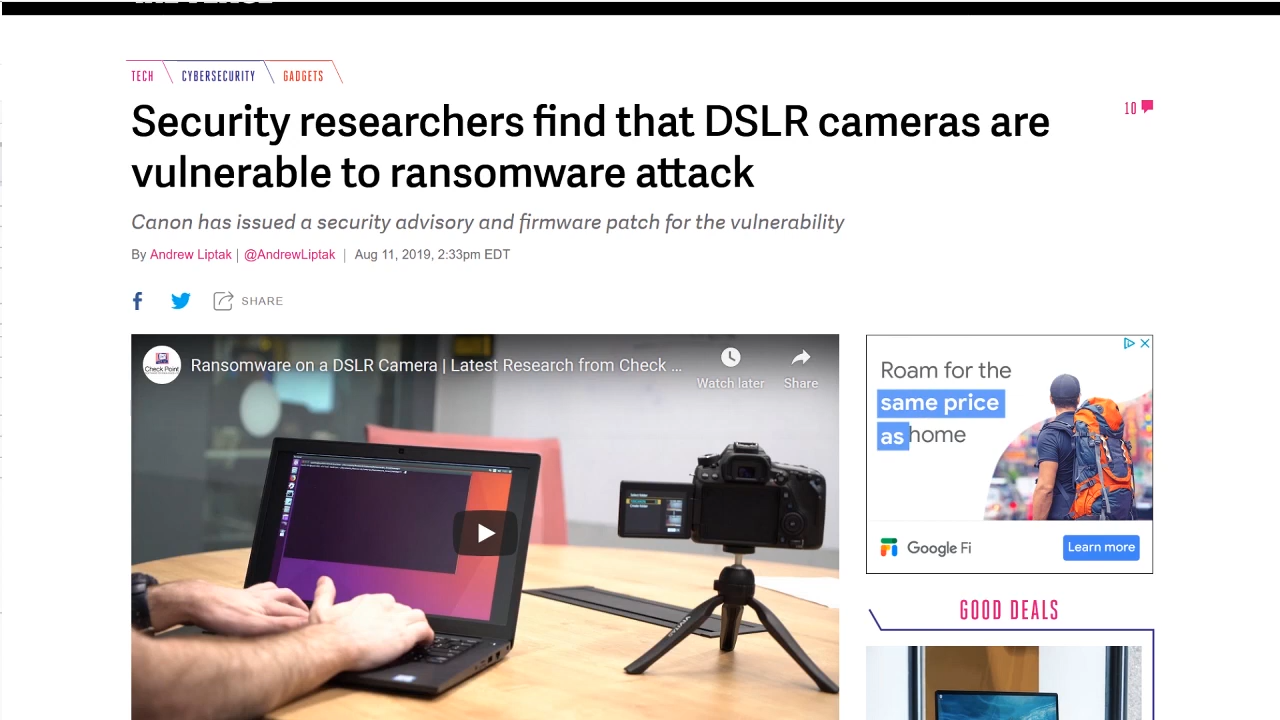 TECH
CYBERSECURITY
GADGETS
Security researchers find that DSLR cameras are
vulnerable to ransomware attack
10
Canon has issued a security advisory and firmware patch for the vulnerability
By Andrew Liptak | @AndrewLiptak | Aug 11, 2019, 2:33pm EDT
SHARE
Check Point
Ransomware on a DSLR Camera | Latest Research from Check ...
Watch later
Share
Roam for the
same price
as home
Google Fi
Learn more
GOOD DEALS